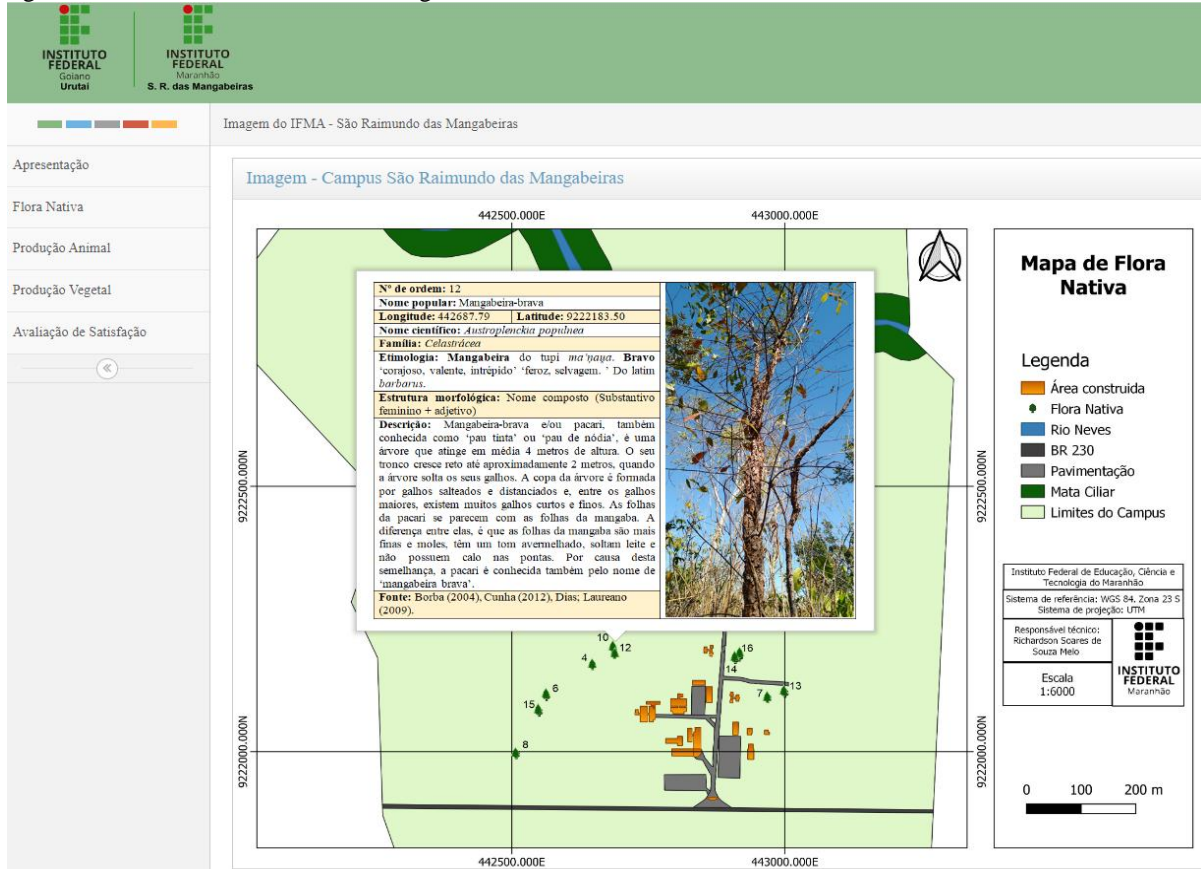 INSTITUTO
FEDERAL
Goiano
Urutaí
INSTITUTO
FEDERAL
Maranhão
S. R. das Mangabeiras
Imagem do IFMA - São Raimundo das Mangabeiras
Apresentação
Flora Nativa
Produção Animal
Produção Vegetal
Avaliação de Satisfação
Imagem - Campus São Raimundo das Mangabeiras
442500.000E
443000.000E
Nº de ordem: 12
Nome popular: Mangabeira-brava
Longitude: 442687.79 Latitude: 9222183.50
Nome científico: Austroplenckia populnea
Família: Celastrácea
Etimologia: Mangabeira do tupi ma'ŋaṷa. Bravo
‘corajoso, valente, intrépido’ ‘feroz, selvagem. ’ Do latim
barbarus.
Estrutura morfológica: Nome composto (Substantivo
feminino + adjetivo)
Descrição: Mangabeira-brava e/ou pacari, também
conhecida como ‘pau tinta’ ou ‘pau de nódia’, é uma
árvore que atinge em média 4 metros de altura. O seu
tronco cresce reto até aproximadamente 2 metros, quando
a árvore solta os seus galhos. A copa da árvore é formada
por galhos salteados e distanciados e, entre os galhos
maiores, existem muitos galhos curtos e finos. As folhas
da pacari se parecem com as folhas da mangaba. A
diferença entre elas, é que as folhas da mangaba são mais
finas e moles, têm um tom avermelhado, soltam leite e
não possuem calo nas pontas. Por causa desta
semelhança, a pacari é conhecida também pelo nome de
‘mangabeira brava’.
Fonte: Borba (2004), Cunha (2012), Dias; Laureano
(2009).
9222500.000N
9222500.000N
10
12
4
6
15
8
16
14
7
13
9222000.000N
9222000.000N
442500.000E
443000.000E
Mapa de Flora
Nativa
Legenda
Área construida
Flora Nativa
Rio Neves
BR 230
Pavimentação
Mata Ciliar
Limites do Campus
Instituto Federal de Educação, Ciência e
Tecnologia do Maranhão
Sistema de referência: WGS 84, Zona 23 S
Sistema de projeção: UTM
Responsável técnico:
Richardson Soares de
Souza Melo
Escala
1:6000
INSTITUTO
FEDERAL
Maranhão
0 100 200 m